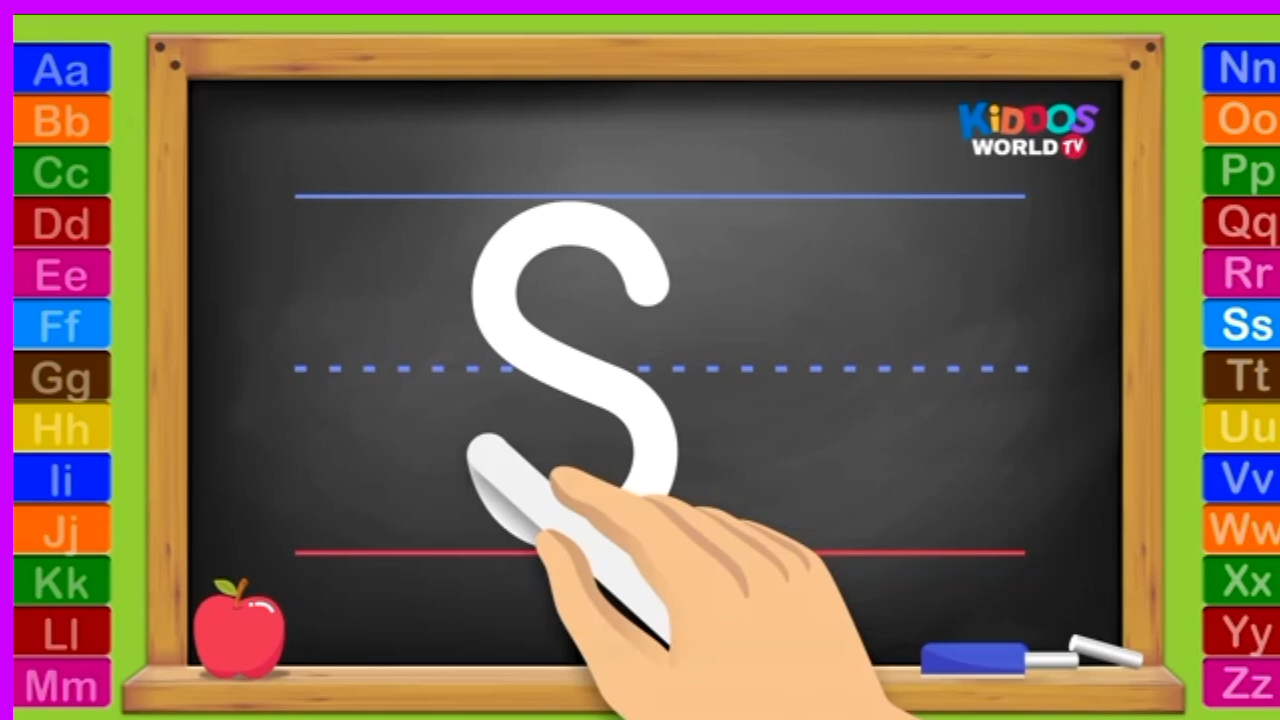 Aa
Bb
Cc
Dd
Ee
Ff
Gg
Hh
Ii
Jj
Kk
Ll
Mm
KiDDOS
WORLD TV
S
Nn
Oo
Pp
Qq
Rr
Ss
Tt
Uu
Vv
Ww
Xx
Yy
Zz